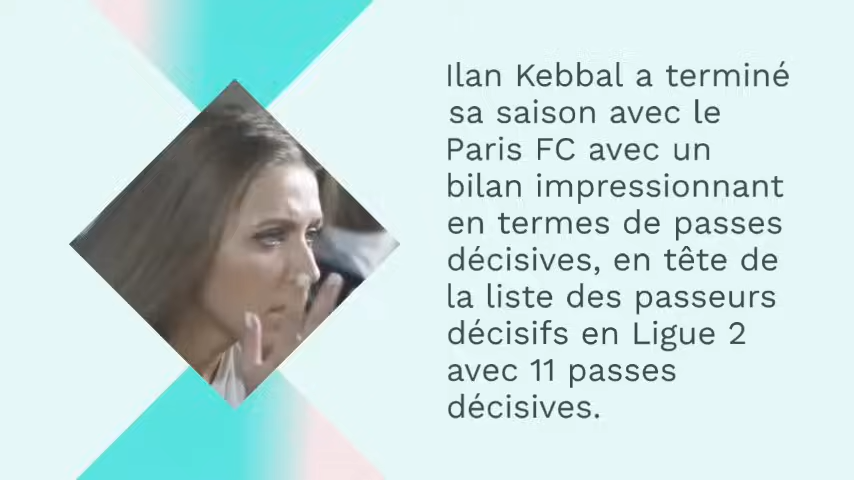 Ilan Kebbal a terminé
sa saison avec le
Paris FC avec un
bilan impressionnant
en termes de passes
décisives, en tête de
la liste des passeurs
décisifs en Ligue 2
avec 11 passes
décisives.